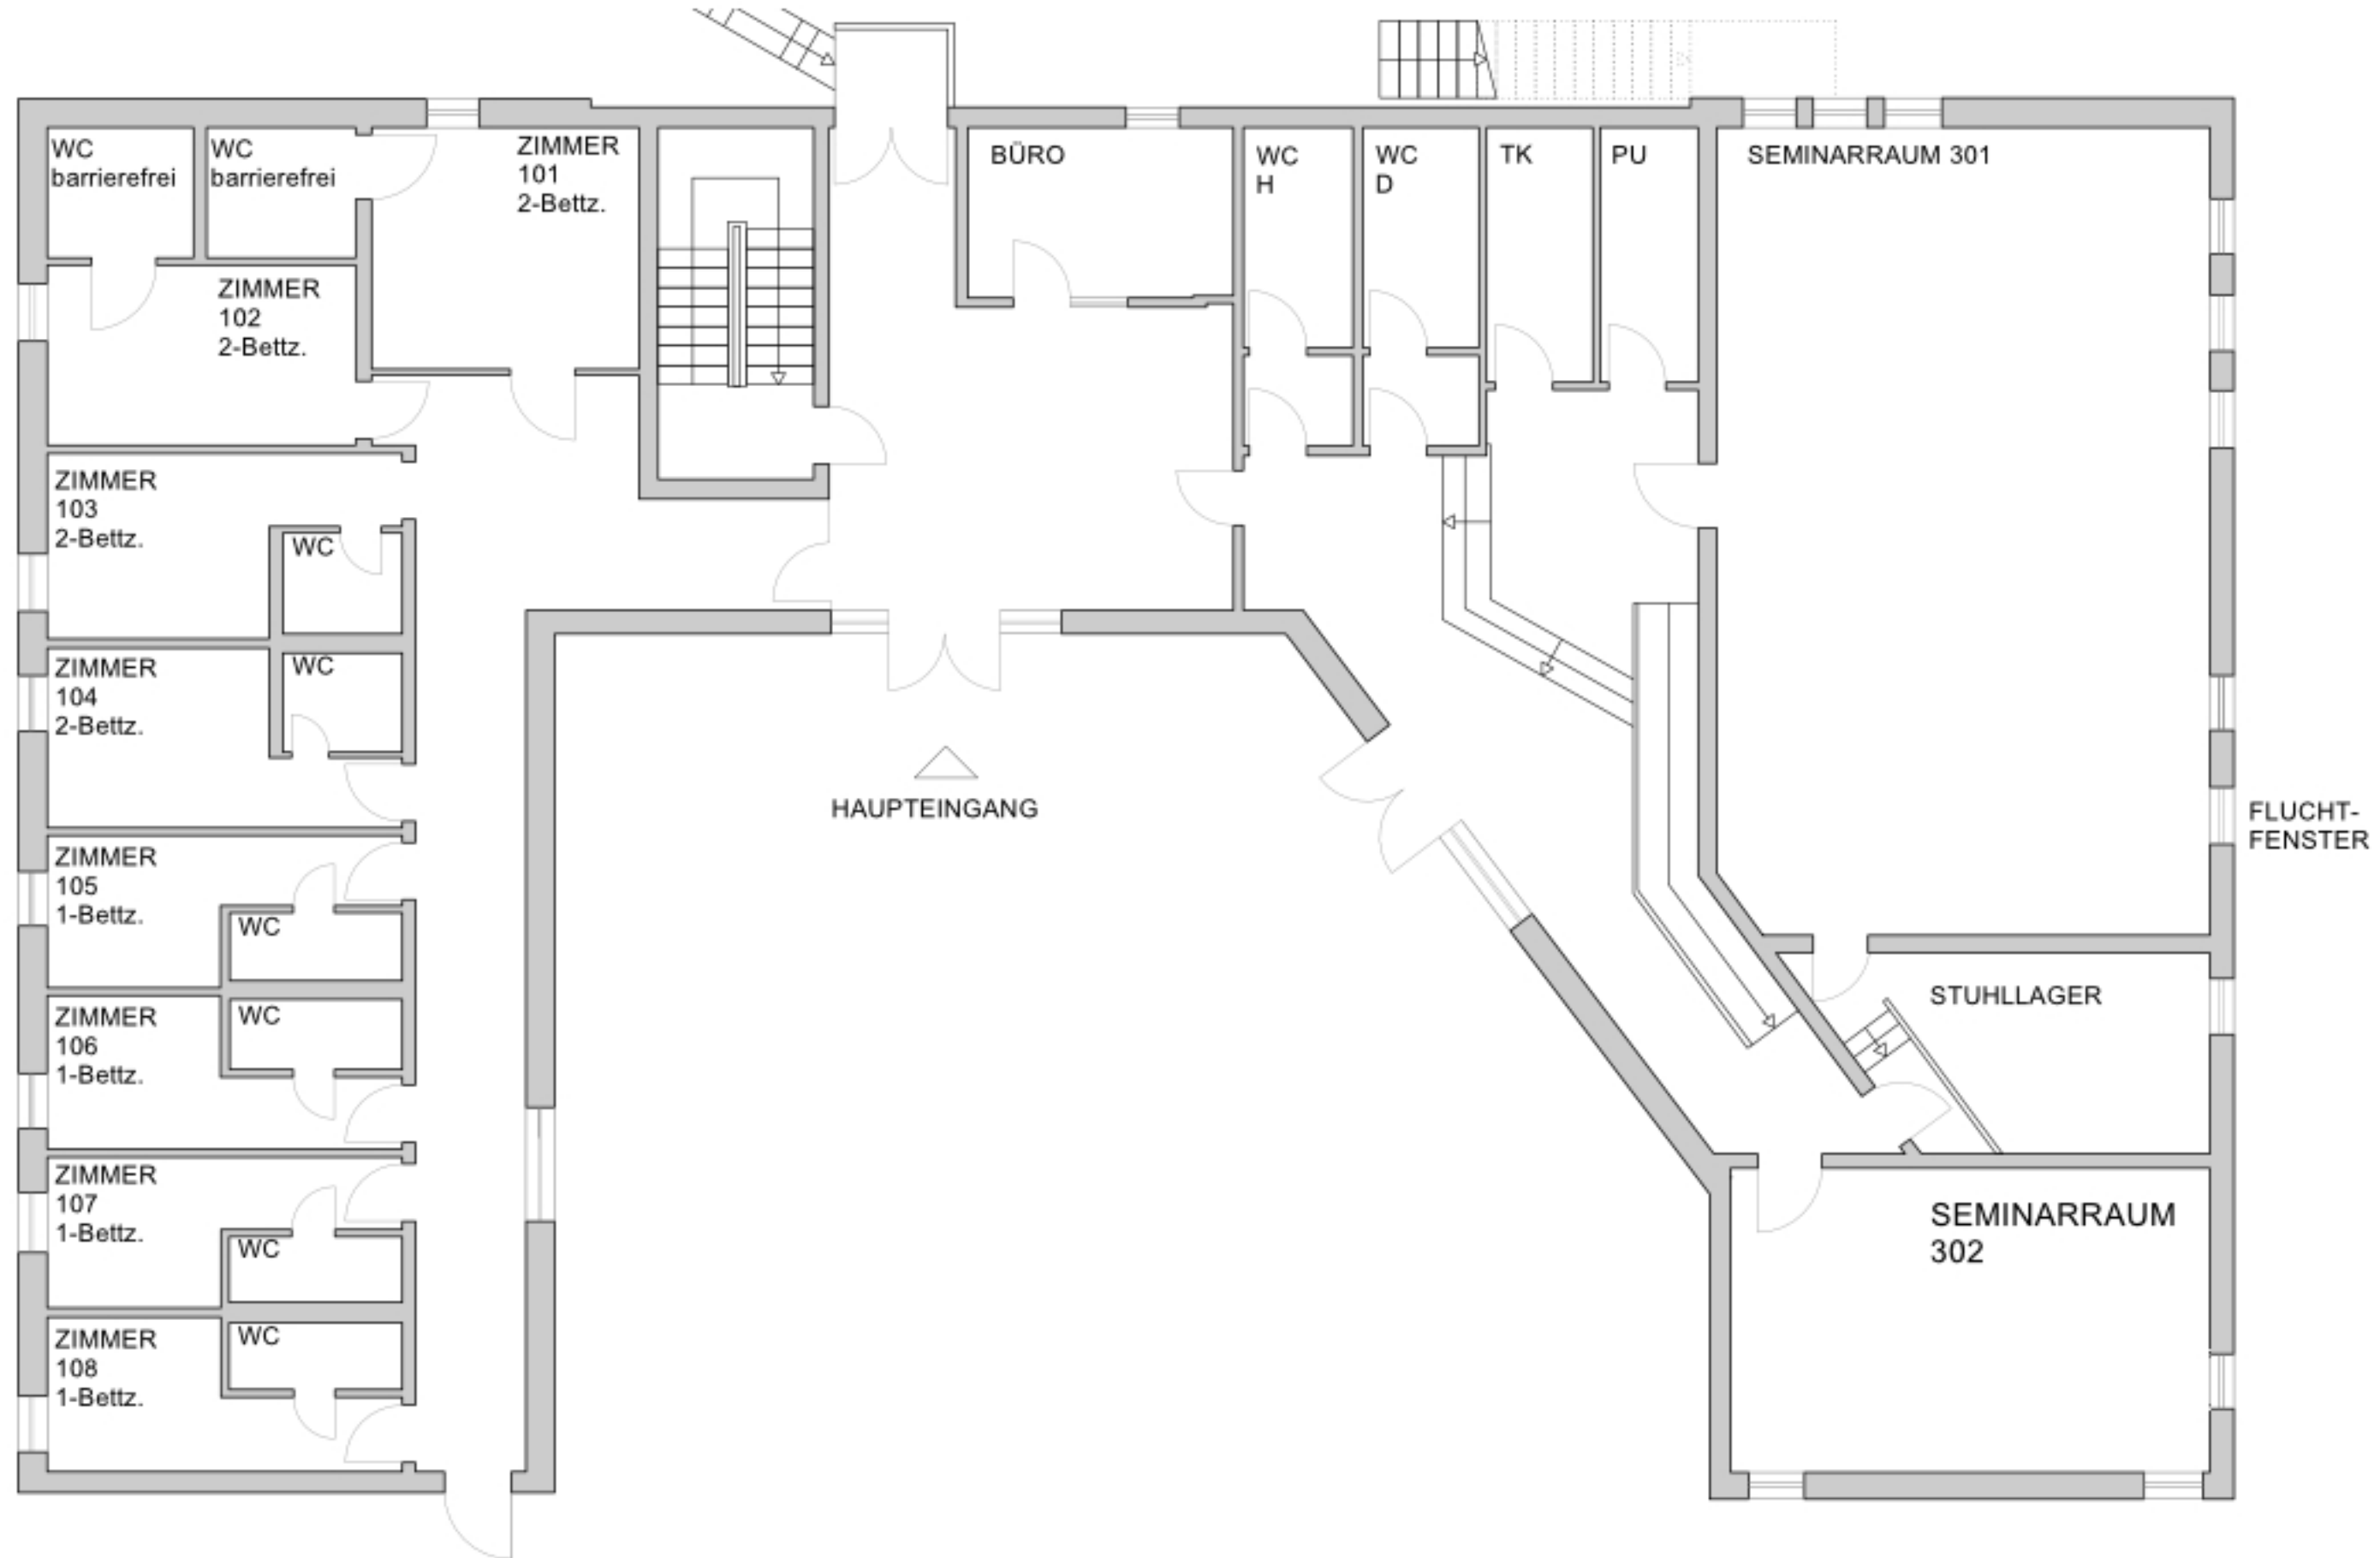 WC
barrierefrei
WC
barrierefrei
ZIMMER
101
2-Bettz.
BÜRO
WC
H
WC
D
TK
PU
SEMINARRAUM 301
ZIMMER
102
2-Bettz.
ZIMMER
103
2-Bettz.
WC
ZIMMER
104
2-Bettz.
WC
HAUPTEINGANG
FLUCHT-
FENSTER
ZIMMER
105
1-Bettz.
WC
STUHLLAGER
ZIMMER
106
1-Bettz.
WC
ZIMMER
107
1-Bettz.
WC
SEMINARRAUM
302
ZIMMER
108
1-Bettz.
WC